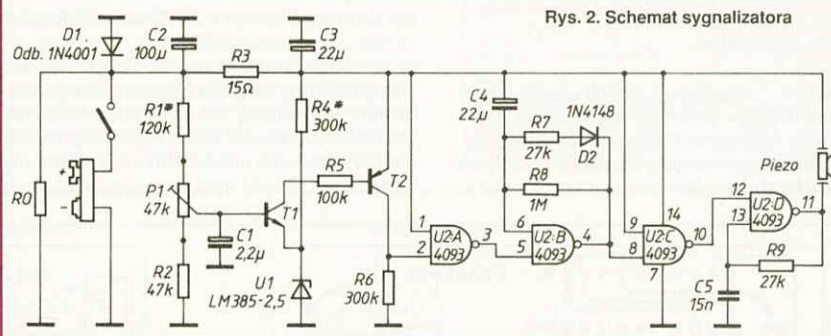 Rys. 2. Schemat sygnalizatora
D1.
Odb. 1N4001
C2
100µ
R3
15Ω
C3
22µ
R1*
120k
R4*
300k
C4
22µ
1N4148
R7
27k
D2
R8
1M
+
-
R0
P1
47k
R5
100k
T1
T2
C1
2,2µ
R2
47k
U1
LM385-2,5
R6
300k
1
2
U2:A
4093
3
6
5
U2:B
4093
4
9
8
14
U2:C
4093
10
7
12
13
U2:D
4093
11
Piezo
R9
27k
C5
15n